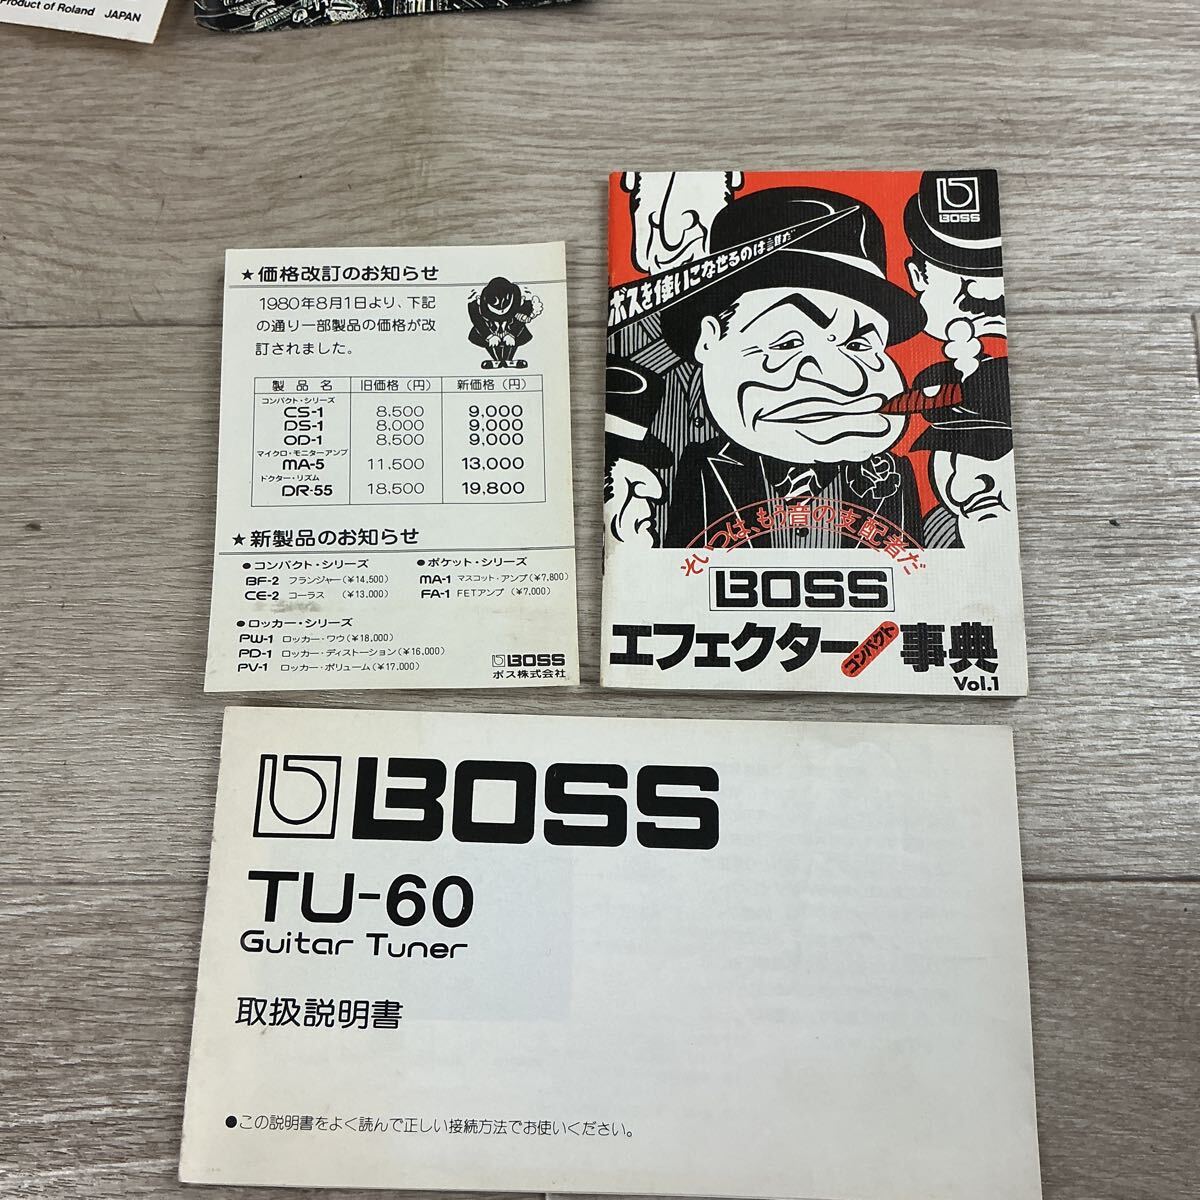 Product of Roland JAPAN
★価格改訂のお知らせ
1980年8月1日より、下記
の通り一部製品の価格が改
訂されました。
製品名 旧価格(円) 新価格(円)
コンパクト・シリーズ
CS-1 8,500 9,000
DS-1 8,000 9,000
OD-1 8,500 9,000
マイクロ・モニターアンプ
MA-5 11,500 13,000
ドクター・リズム
DR-55 18,500 19,800
★新製品のお知らせ
●コンパクト・シリーズ
BF-2 フランジャー(¥14,500)
CE-2 コーラス (¥13,000)
●ポケット・シリーズ
MA-1 マスコット・アンプ(¥7,800)
FA-1 FETアンプ(¥7,000)
●ロッカー・シリーズ
PW-1 ロッカー・ワウ(¥18,000)
PD-1 ロッカー・ディストーション(¥16,000)
PV-1 ロッカー・ボリューム(¥17,000)
BOSS
ボス株式会社
BOSS
ボスを使いこなせるのは誰だ
そいつは、もう音の支配者だ
BOSS
エフェクター コンパクト 事典
Vol.1
BOSS
TU-60
Guitar Tuner
取扱説明書
●この説明書をよく読んで正しい接続方法でお使いください。